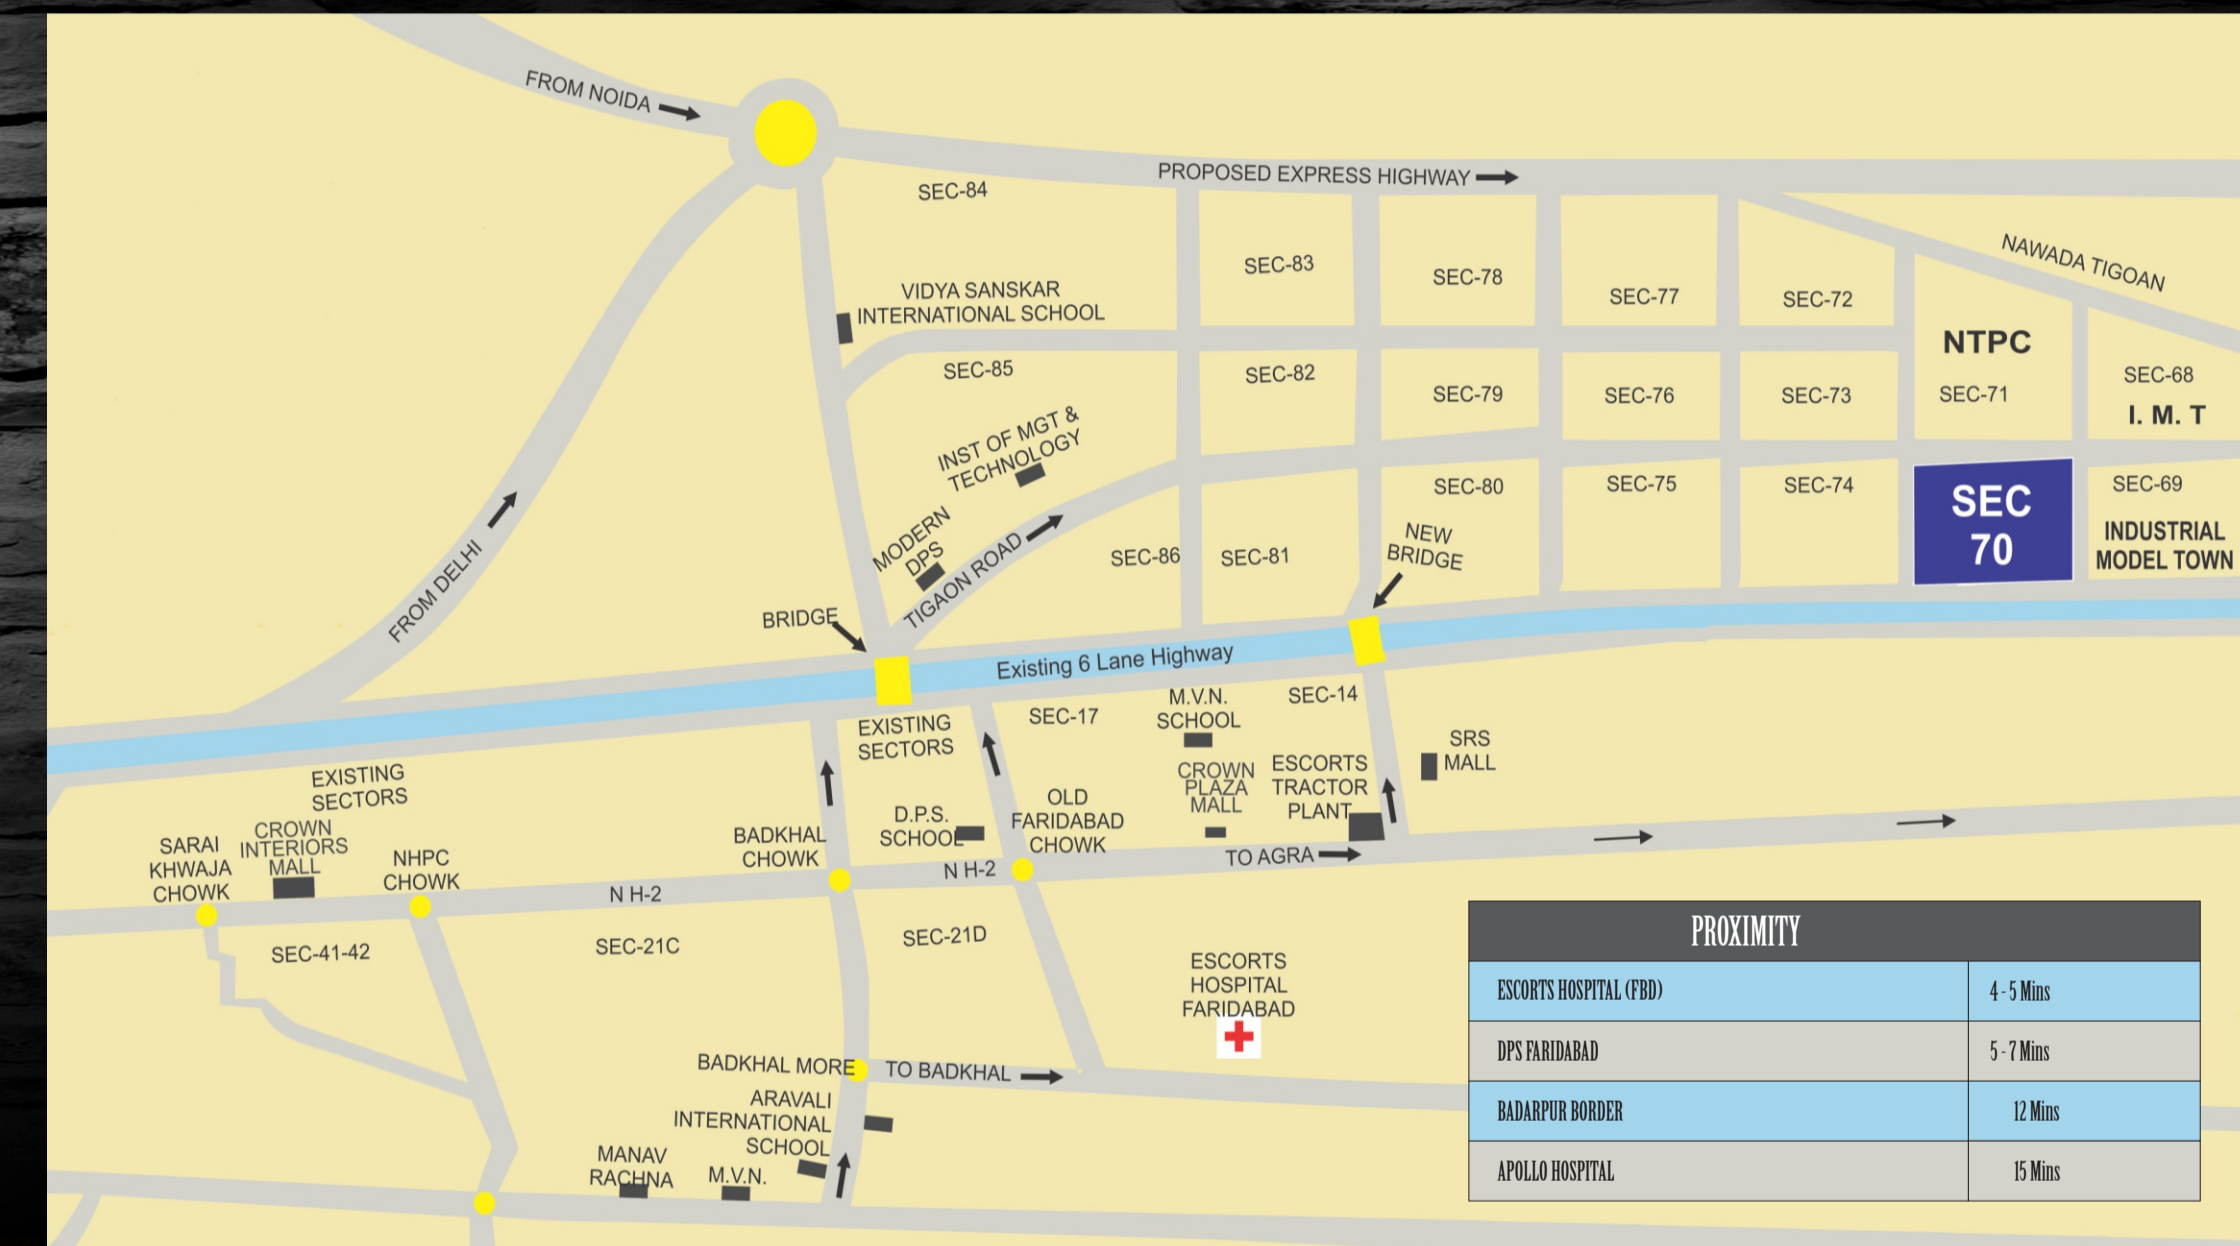 FROM NOIDA
PROPOSED EXPRESS HIGHWAY
SEC-84
NAWADA TIGOAN
SEC-83
SEC-78
SEC-77
SEC-72
VIDYA SANSKAR
INTERNATIONAL SCHOOL
NTPC
SEC-85
SEC-82
SEC-79
SEC-76
SEC-73
SEC-71
SEC-68
I. M. T
INST OF MGT &
TECHNOLOGY
SEC-80
SEC-75
SEC-74
SEC
70
SEC-69
INDUSTRIAL
MODEL TOWN
MODERN
DPS
TIGAON ROAD
SEC-86
SEC-81
NEW
BRIDGE
FROM DELHI
BRIDGE
Existing 6 Lane Highway
EXISTING
SECTORS
SEC-17
M.V.N.
SCHOOL
SEC-14
SRS
MALL
EXISTING
SECTORS
CROWN
PLAZA
MALL
ESCORTS
TRACTOR
PLANT
SARAI
KHWAJA
CHOWK
CROWN
INTERIORS
MALL
NHPC
CHOWK
BADKHAL
CHOWK
D.P.S.
SCHOOL
OLD
FARIDABAD
CHOWK
N H-2
N H-2
TO AGRA
SEC-41-42
SEC-21C
SEC-21D
ESCORTS
HOSPITAL
FARIDABAD
BADKHAL MORE
TO BADKHAL
ARAVALI
INTERNATIONAL
SCHOOL
MANAV
RACHNA
M.V.N.
PROXIMITY
ESCORTS HOSPITAL (FBD) 4 - 5 Mins
DPS FARIDABAD 5 - 7 Mins
BADARPUR BORDER 12 Mins
APOLLO HOSPITAL 15 Mins